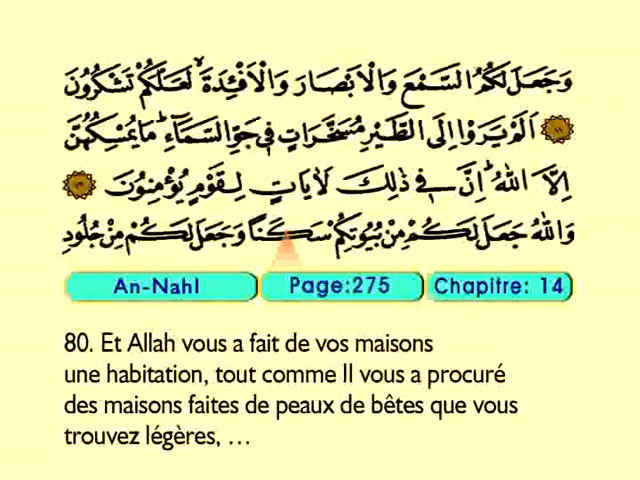 وَجَعَلَ لَكُمُ السَّمْعَ وَالْأَبْصَارَ وَالْأَفْئِدَةَ لَعَلَّكُمْ تَشْكُرُونَ
أَلَمْ يَرَوْا إِلَى الطَّيْرِ مُسَخَّرَاتٍ فِي جَوِّ السَّمَاءِ مَا يُمْسِكُهُنَّ
إِلَّا اللَّهُ إِنَّ فِي ذَلِكَ لَآيَاتٍ لِقَوْمٍ يُؤْمِنُونَ
وَاللَّهُ جَعَلَ لَكُمْ مِنْ بُيُوتِكُمْ سَكَنًا وَجَعَلَ لَكُمْ مِنْ جُلُودِ
An-Nahl Page:275 Chapitre: 14
80. Et Allah vous a fait de vos maisons
une habitation, tout comme Il vous a procuré
des maisons faites de peaux de bêtes que vous
trouvez légères, …